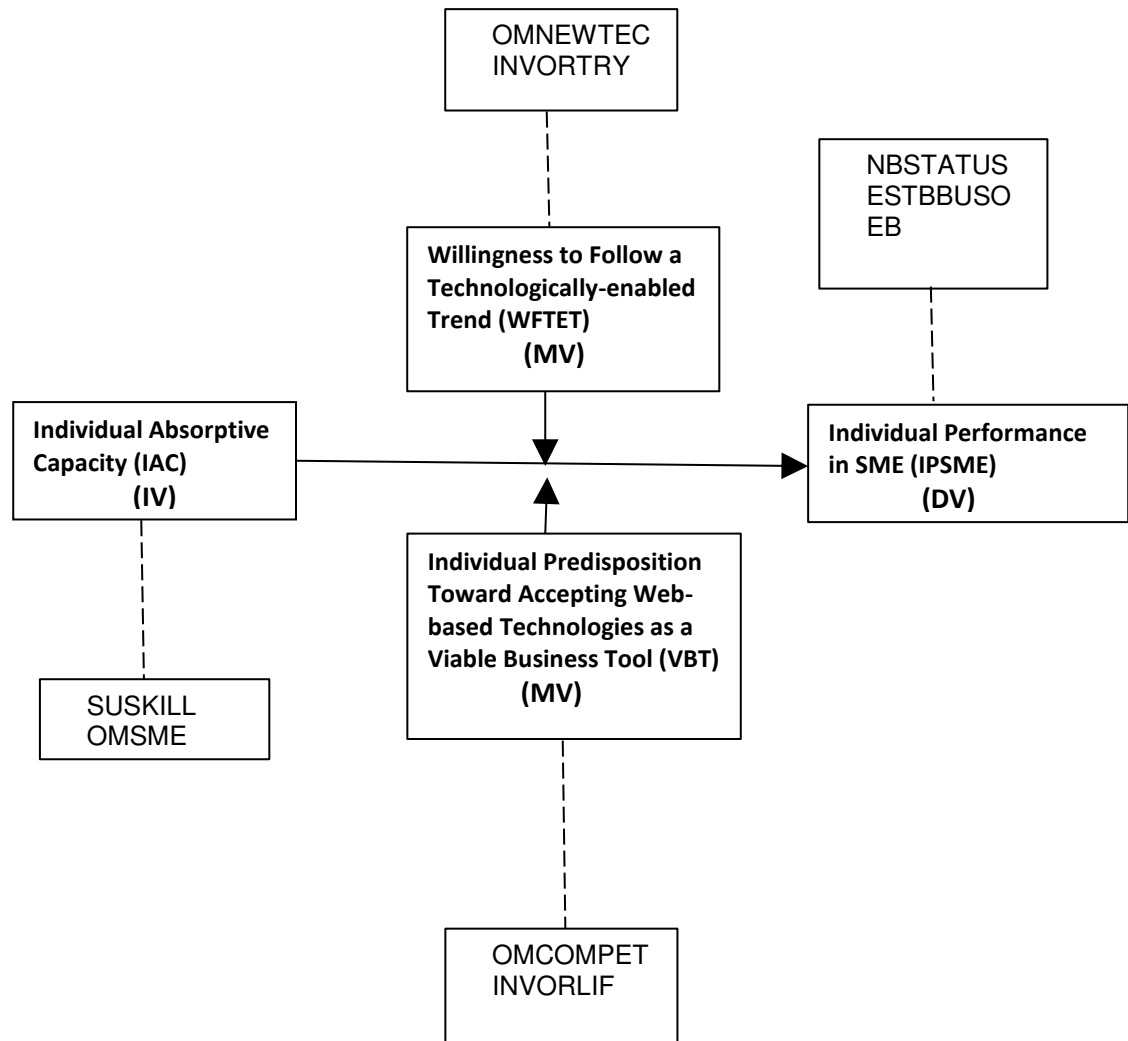 OMNEWTEC
INVORTRY
NBSTATUS
ESTBBUSO
EB
Willingness to Follow a
Technologically-enabled
Trend (WFTET)
(MV)
Individual Absorptive
Capacity (IAC)
(IV)
Individual Performance
in SME (IPSME)
(DV)
Individual Predisposition
Toward Accepting Web-
based Technologies as a
Viable Business Tool (VBT)
(MV)
SUSKILL
OMSME
OMCOMPET
INVORLIF